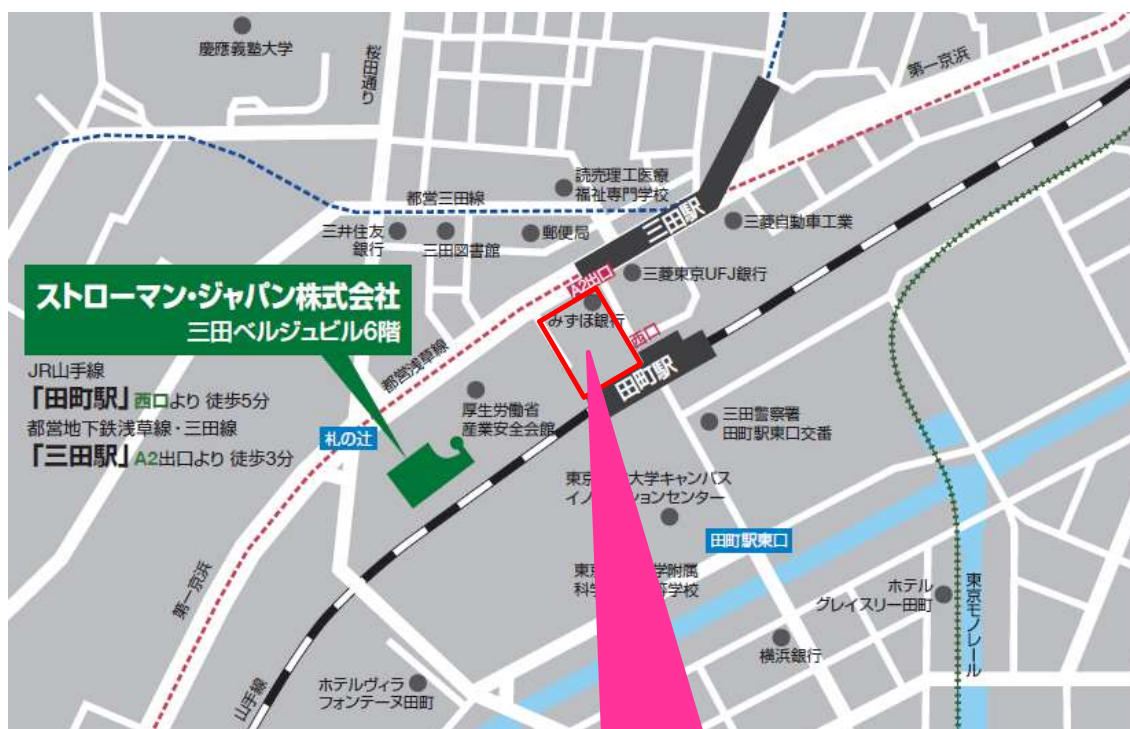 慶應義塾大学
桜田通り
第一京浜
読売理工医療
福祉専門学校
都営三田線
三井住友
銀行
三田図書館
郵便局
三田駅
三菱自動車工業
A2出口
三菱東京UFJ銀行
みずほ銀行
西口
田町駅
ストローマン・ジャパン株式会社
三田ベルジュビル6階
JR山手線
「田町駅」西口より 徒歩5分
都営地下鉄浅草線・三田線
「三田駅」A2出口より 徒歩3分
都営浅草線
札の辻
厚生労働省
産業安全会館
三田警察署
田町駅東口交番
東京 大学キャンパス
イノ ションセンター
田町駅東口
東京 学附属
科学 等学校
第一京浜
ホテル
グレイスリー田町
東京モノレール
横浜銀行
山手線
ホテルヴィラ
フォンテーヌ田町